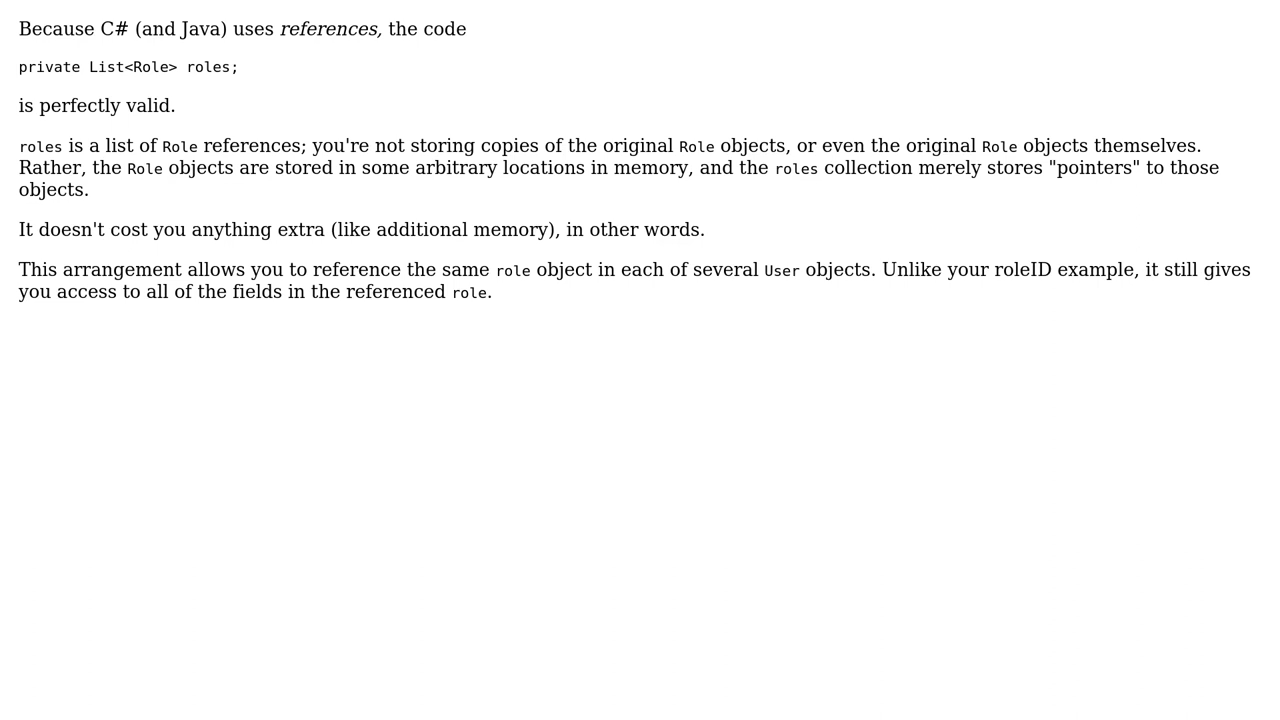 Because C# (and Java) uses references, the code
private List<Role> roles;
is perfectly valid.
roles is a list of Role references; you're not storing copies of the original Role objects, or even the original Role objects themselves.
Rather, the Role objects are stored in some arbitrary locations in memory, and the roles collection merely stores "pointers" to those
objects.
It doesn't cost you anything extra (like additional memory), in other words.
This arrangement allows you to reference the same role object in each of several User objects. Unlike your roleID example, it still gives
you access to all of the fields in the referenced role.